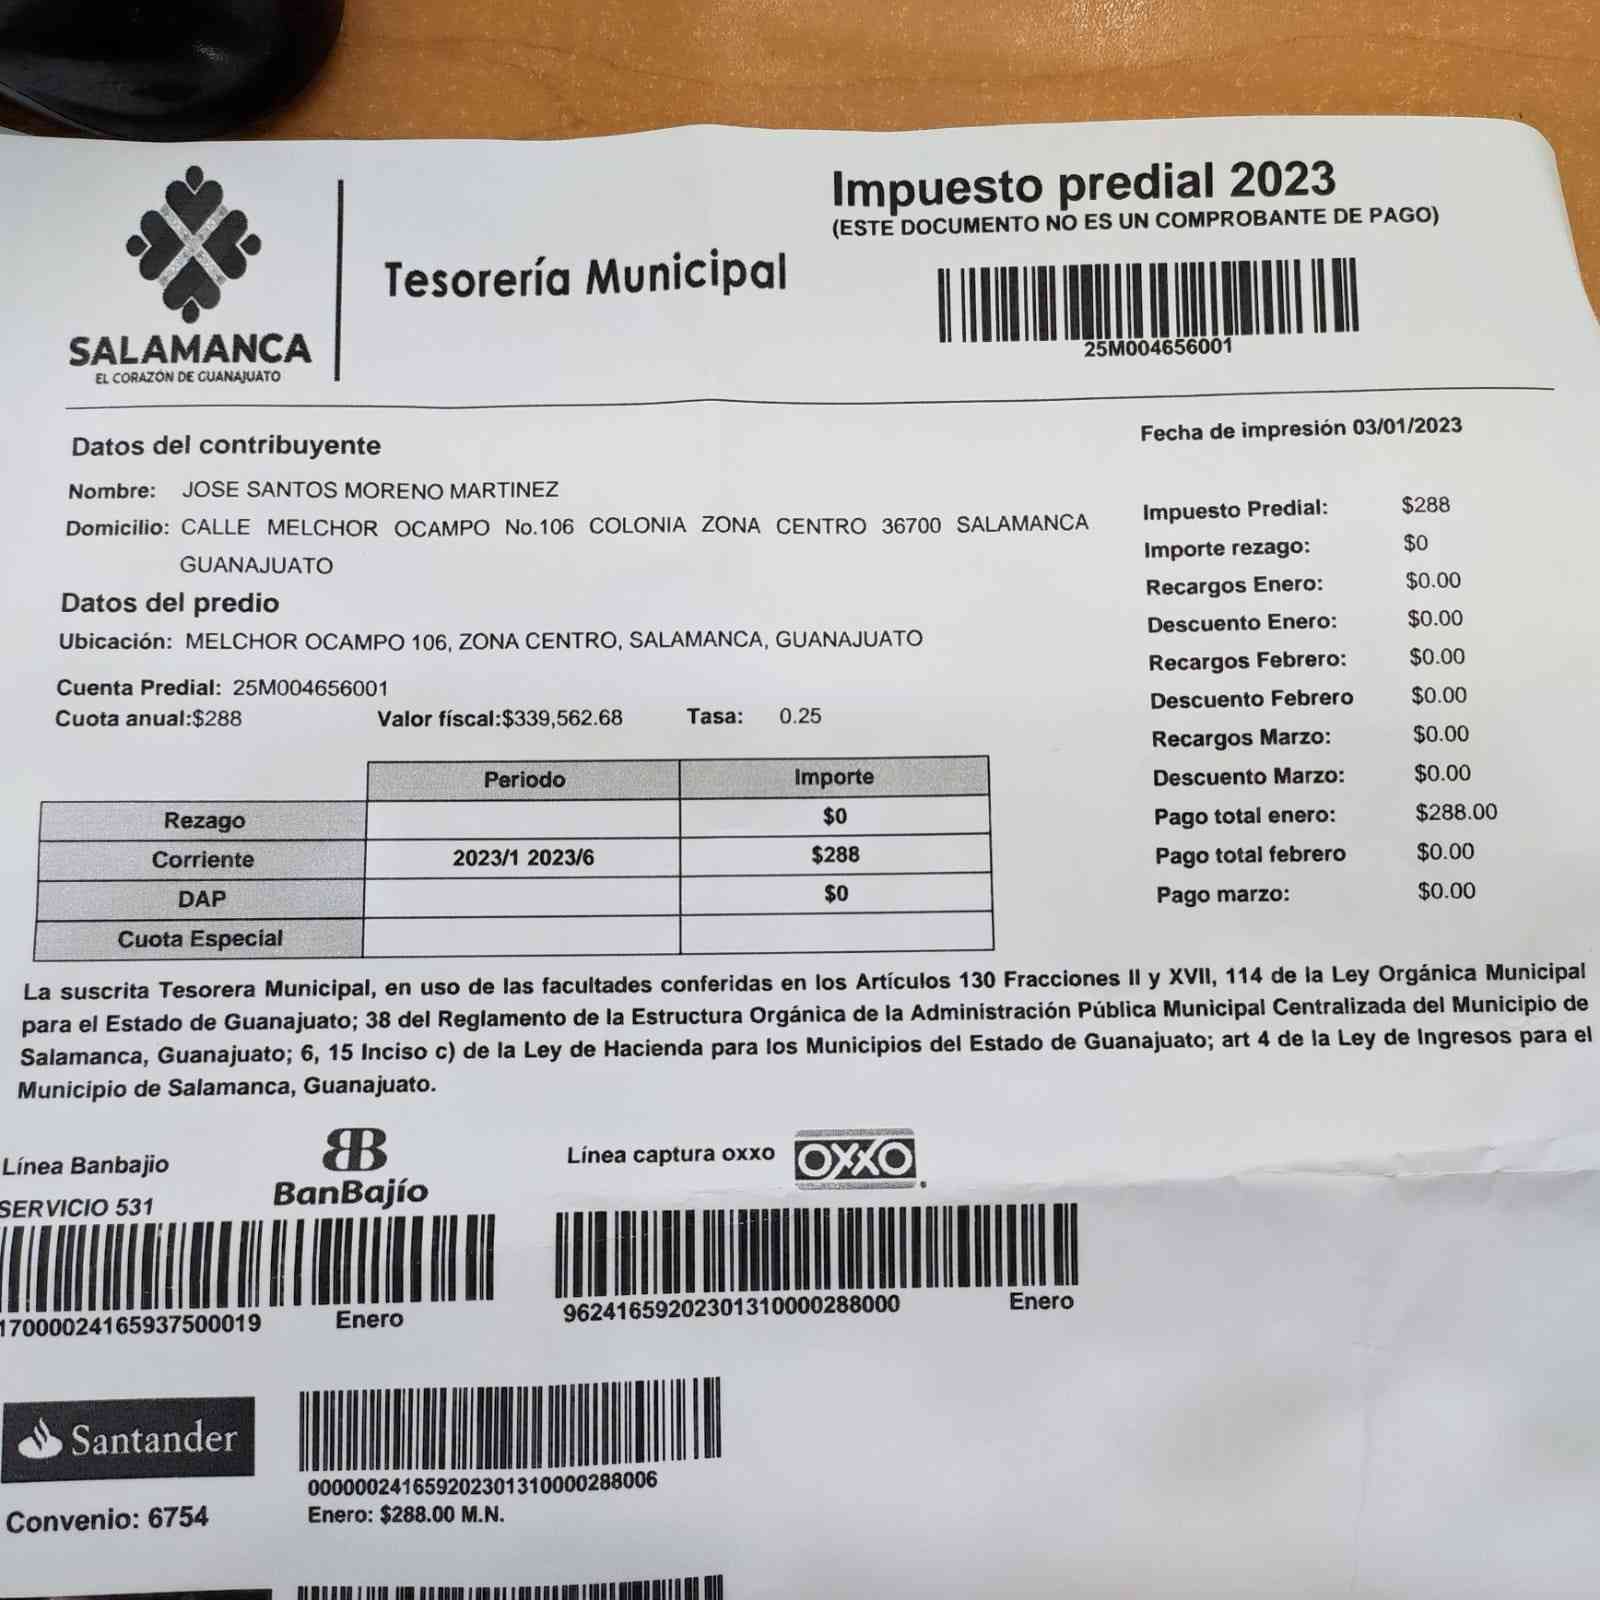 Impuesto predial 2023
(ESTE DOCUMENTO NO ES UN COMPROBANTE DE PAGO)
Tesorería Municipal
SALAMANCA
EL CORAZÓN DE GUANAJUATO
25M004656001
Fecha de impresión 03/01/2023
Datos del contribuyente
Nombre: JOSE SANTOS MORENO MARTINEZ
Domicilio: CALLE MELCHOR OCAMPO No.106 COLONIA ZONA CENTRO 36700 SALAMANCA
GUANAJUATO
Datos del predio
Ubicación: MELCHOR OCAMPO 106, ZONA CENTRO, SALAMANCA, GUANAJUATO
Cuenta Predial: 25M004656001
Cuota anual:$288 Valor físcal:$339,562.68 Tasa: 0.25
Impuesto Predial: $288
Importe rezago: $0
Recargos Enero: $0.00
Descuento Enero: $0.00
Recargos Febrero: $0.00
Descuento Febrero $0.00
Recargos Marzo: $0.00
Descuento Marzo: $0.00
Pago total enero: $288.00
Pago total febrero $0.00
Pago marzo: $0.00
Periodo Importe
Rezago $0
Corriente 2023/1 2023/6 $288
DAP $0
Cuota Especial
La suscrita Tesorera Municipal, en uso de las facultades conferidas en los Artículos 130 Fracciones II y XVII, 114 de la Ley Orgánica Municipal
para el Estado de Guanajuato; 38 del Reglamento de la Estructura Orgánica de la Administración Pública Municipal Centralizada del Municipio de
Salamanca, Guanajuato; 6, 15 Inciso c) de la Ley de Hacienda para los Municipios del Estado de Guanajuato; art 4 de la Ley de Ingresos para el
Municipio de Salamanca, Guanajuato.
Línea Banbajio
BanBajío
SERVICIO 531
Línea captura oxxo OXXO
17000024165937500019 Enero
96241659202301310000288000 Enero
Santander
Convenio: 6754
000000241659202301310000288006
Enero: $288.00 M.N.